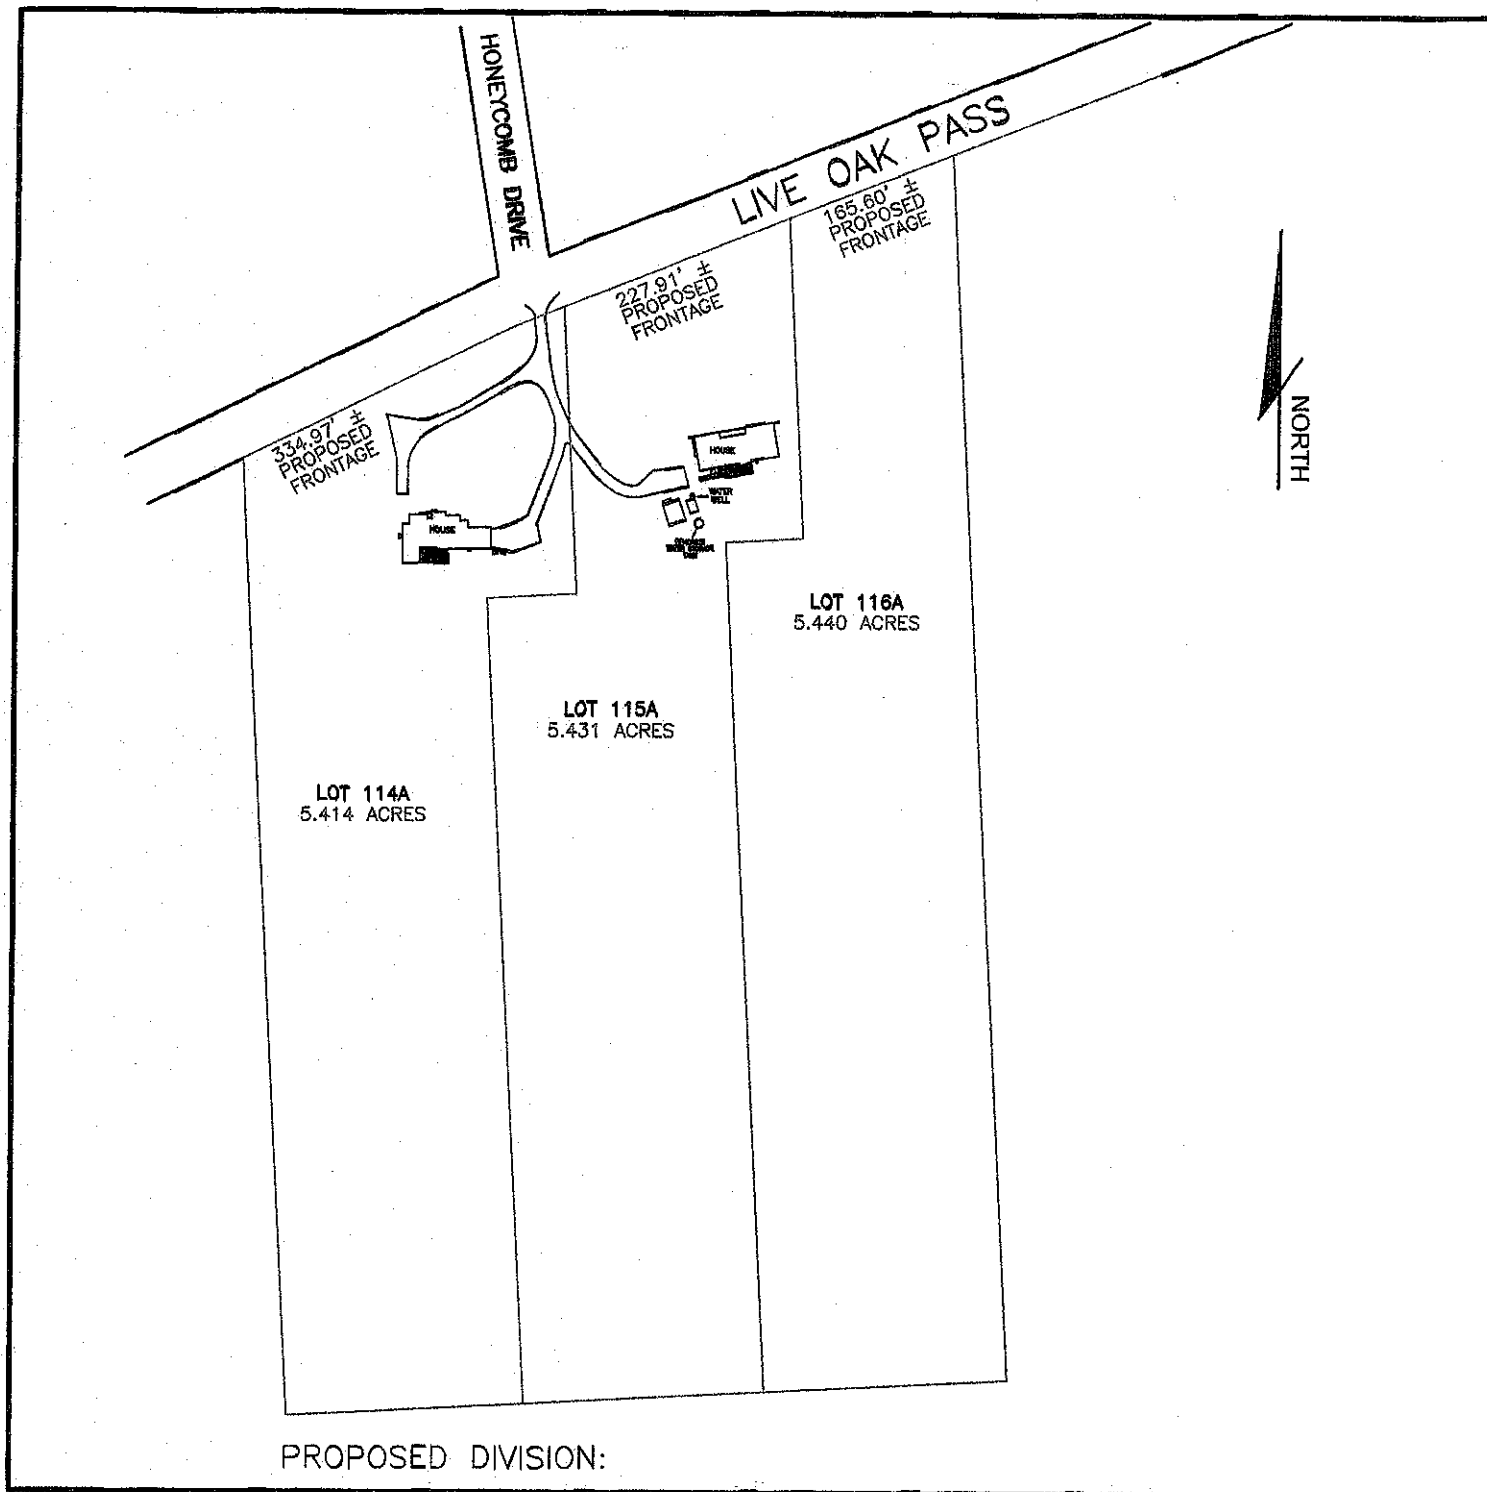 HONEYCOMB DRIVE
LIVE OAK PASS
165.60' ±
PROPOSED
FRONTAGE
227.91' ±
PROPOSED
FRONTAGE
334.97' ±
PROPOSED
FRONTAGE
NORTH
HOUSE
WATER
WELL
HOUSE
LOT 116A
5.440 ACRES
LOT 115A
5.431 ACRES
LOT 114A
5.414 ACRES
PROPOSED DIVISION: